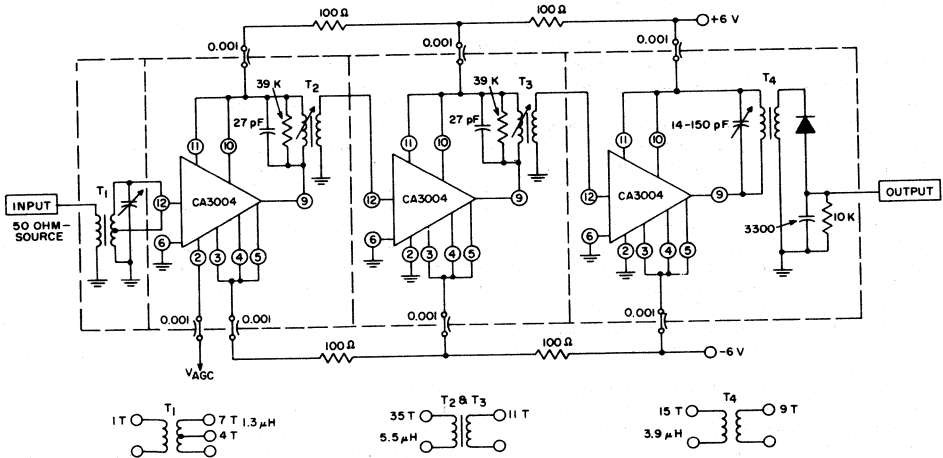 100 Ω
100 Ω
+6 V
0.001
0.001
0.001
39 K
T2
39 K
T3
T4
27 pF
27 pF
14-150 pF
11
10
11
10
11
10
INPUT
50 OHM-
SOURCE
T1
12
CA3004
9
12
CA3004
9
12
CA3004
9
OUTPUT
6
6
6
3300
10 K
2
3
4
5
2
3
4
5
2
3
4
5
0.001
0.001
0.001
0.001
VAGC
100 Ω
100 Ω
-6 V
T1
1 T
7 T
1.3 μH
4 T
T2 & T3
35 T
11 T
5.5 μH
T4
15 T
9 T
3.9 μH